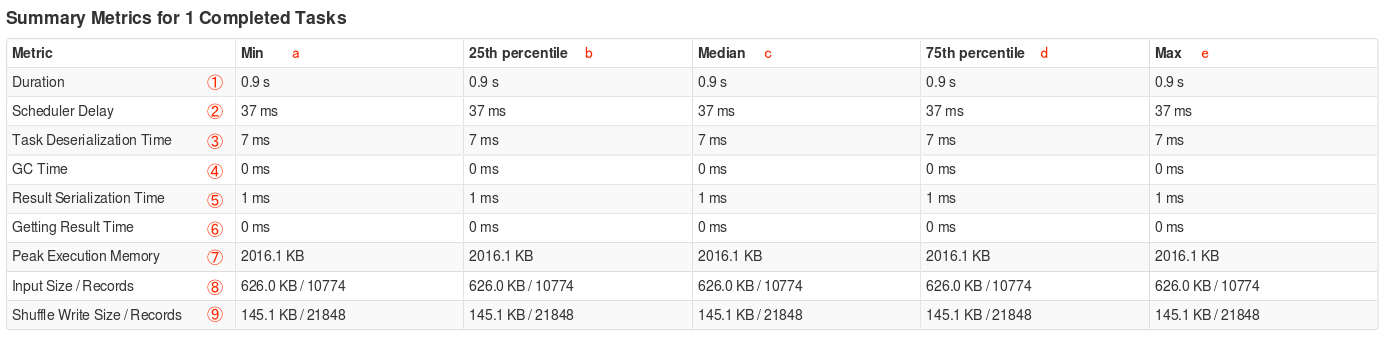 Summary Metrics for 1 Completed Tasks
Metric Min a 25th percentile b Median c 75th percentile d Max e
Duration ① 0.9 s 0.9 s 0.9 s 0.9 s 0.9 s
Scheduler Delay ② 37 ms 37 ms 37 ms 37 ms 37 ms
Task Deserialization Time ③ 7 ms 7 ms 7 ms 7 ms 7 ms
GC Time ④ 0 ms 0 ms 0 ms 0 ms 0 ms
Result Serialization Time ⑤ 1 ms 1 ms 1 ms 1 ms 1 ms
Getting Result Time ⑥ 0 ms 0 ms 0 ms 0 ms 0 ms
Peak Execution Memory ⑦ 2016.1 KB 2016.1 KB 2016.1 KB 2016.1 KB 2016.1 KB
Input Size / Records ⑧ 626.0 KB / 10774 626.0 KB / 10774 626.0 KB / 10774 626.0 KB / 10774 626.0 KB / 10774
Shuffle Write Size / Records ⑨ 145.1 KB / 21848 145.1 KB / 21848 145.1 KB / 21848 145.1 KB / 21848 145.1 KB / 21848